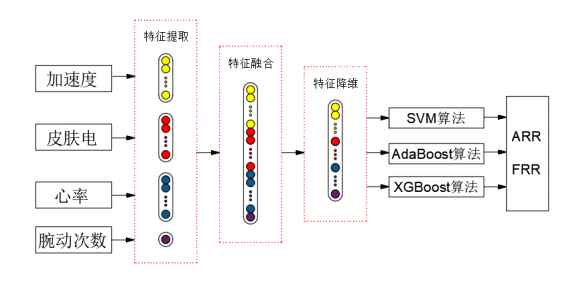 特征提取
特征融合
特征降维
加速度
皮肤电
心率
腕动次数
SVM算法
AdaBoost算法
XGBoost算法
ARR
FRR